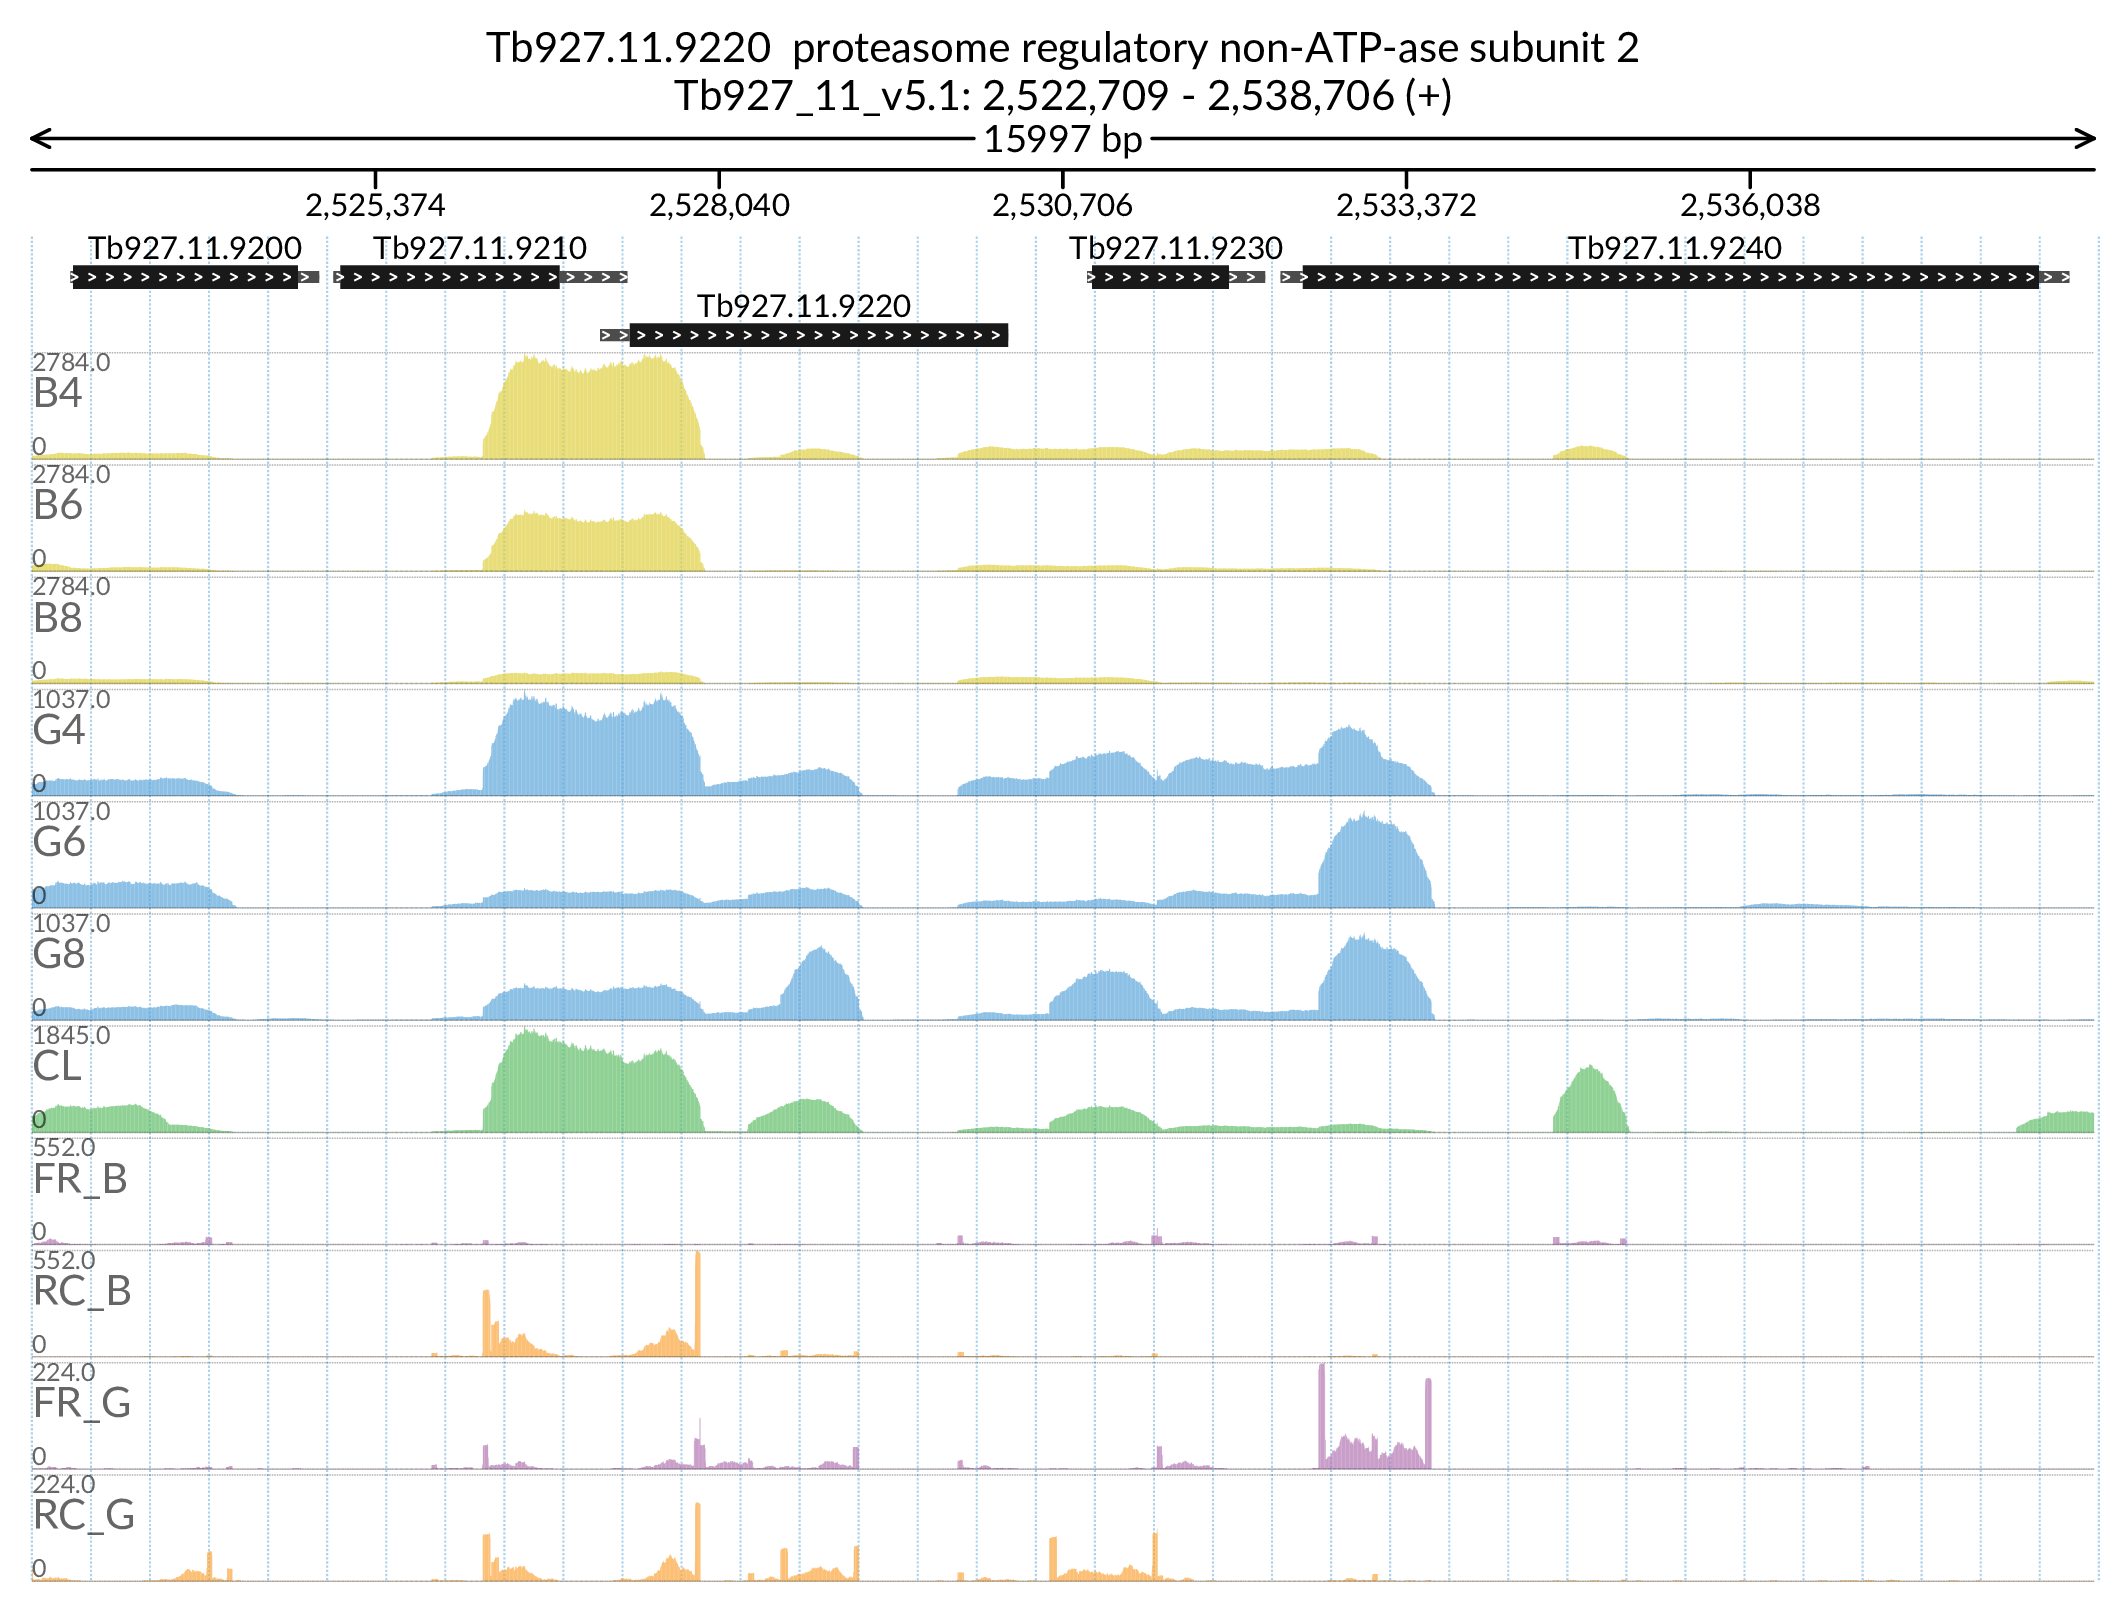 Tb927.11.9220  proteasome regulatory non-ATP-ase subunit 2
Tb927_11_v5.1: 2,522,709 - 2,538,706 (+)
15997 bp
2,525,374 2,528,040 2,530,706 2,533,372 2,536,038
Tb927.11.9200 Tb927.11.9210 Tb927.11.9230 Tb927.11.9240
Tb927.11.9220
2784.0
B4
0
2784.0
B6
0
2784.0
B8
0
1037.0
G4
0
1037.0
G6
0
1037.0
G8
0
1845.0
CL
0
552.0
FR_B
0
552.0
RC_B
0
224.0
FR_G
0
224.0
RC_G
0